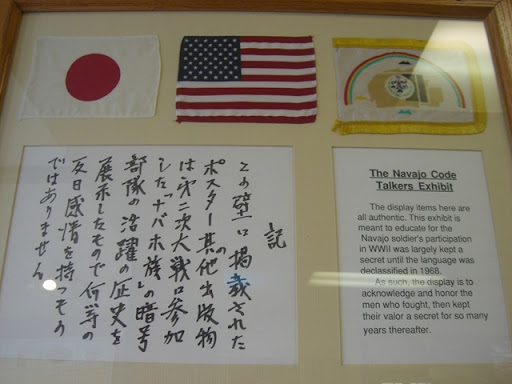 記
この壁に掲載された
ポスター其の他出版物
は第二次大戦に参加
した「ナバホ族」の暗号
部隊の活躍の歴史を
展示したもので何等の
反日感情を持つもの
ではありません
The Navajo Code
Talkers Exhibit
The display items here are
all authentic. This exhibit is
meant to educate for the
Navajo soldier's participation
in WWII was largely kept a
secret until the language was
declassified in 1968.
As such, the display is to
acknowledge and honor the
men who fought, then kept
their valor a secret for so many
years thereafter.